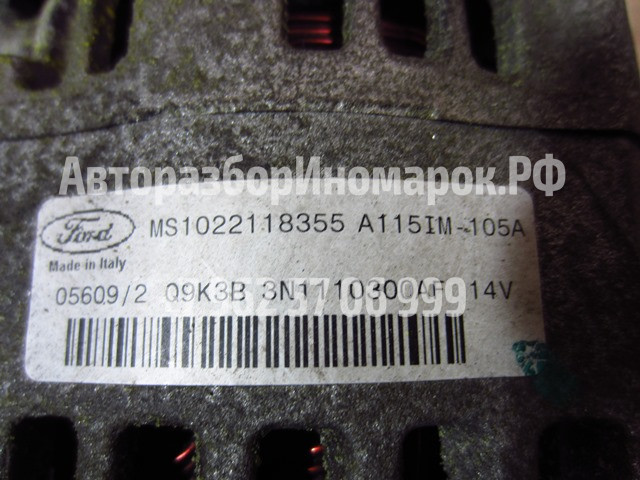 АвторазборИномарок.РФ
Ford
MS1022118355 A115IM-105A
Made in Italy
05609/2 Q9K3B 3N1110300AF 14V